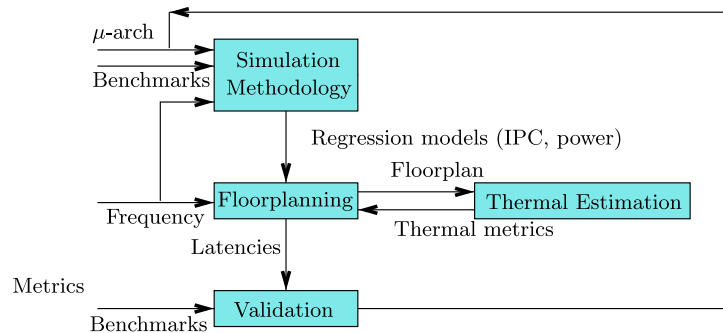 μ-arch
Benchmarks
Simulation
Methodology
Regression models (IPC, power)
Floorplan
Floorplanning
Thermal Estimation
Frequency
Thermal metrics
Latencies
Metrics
Validation
Benchmarks